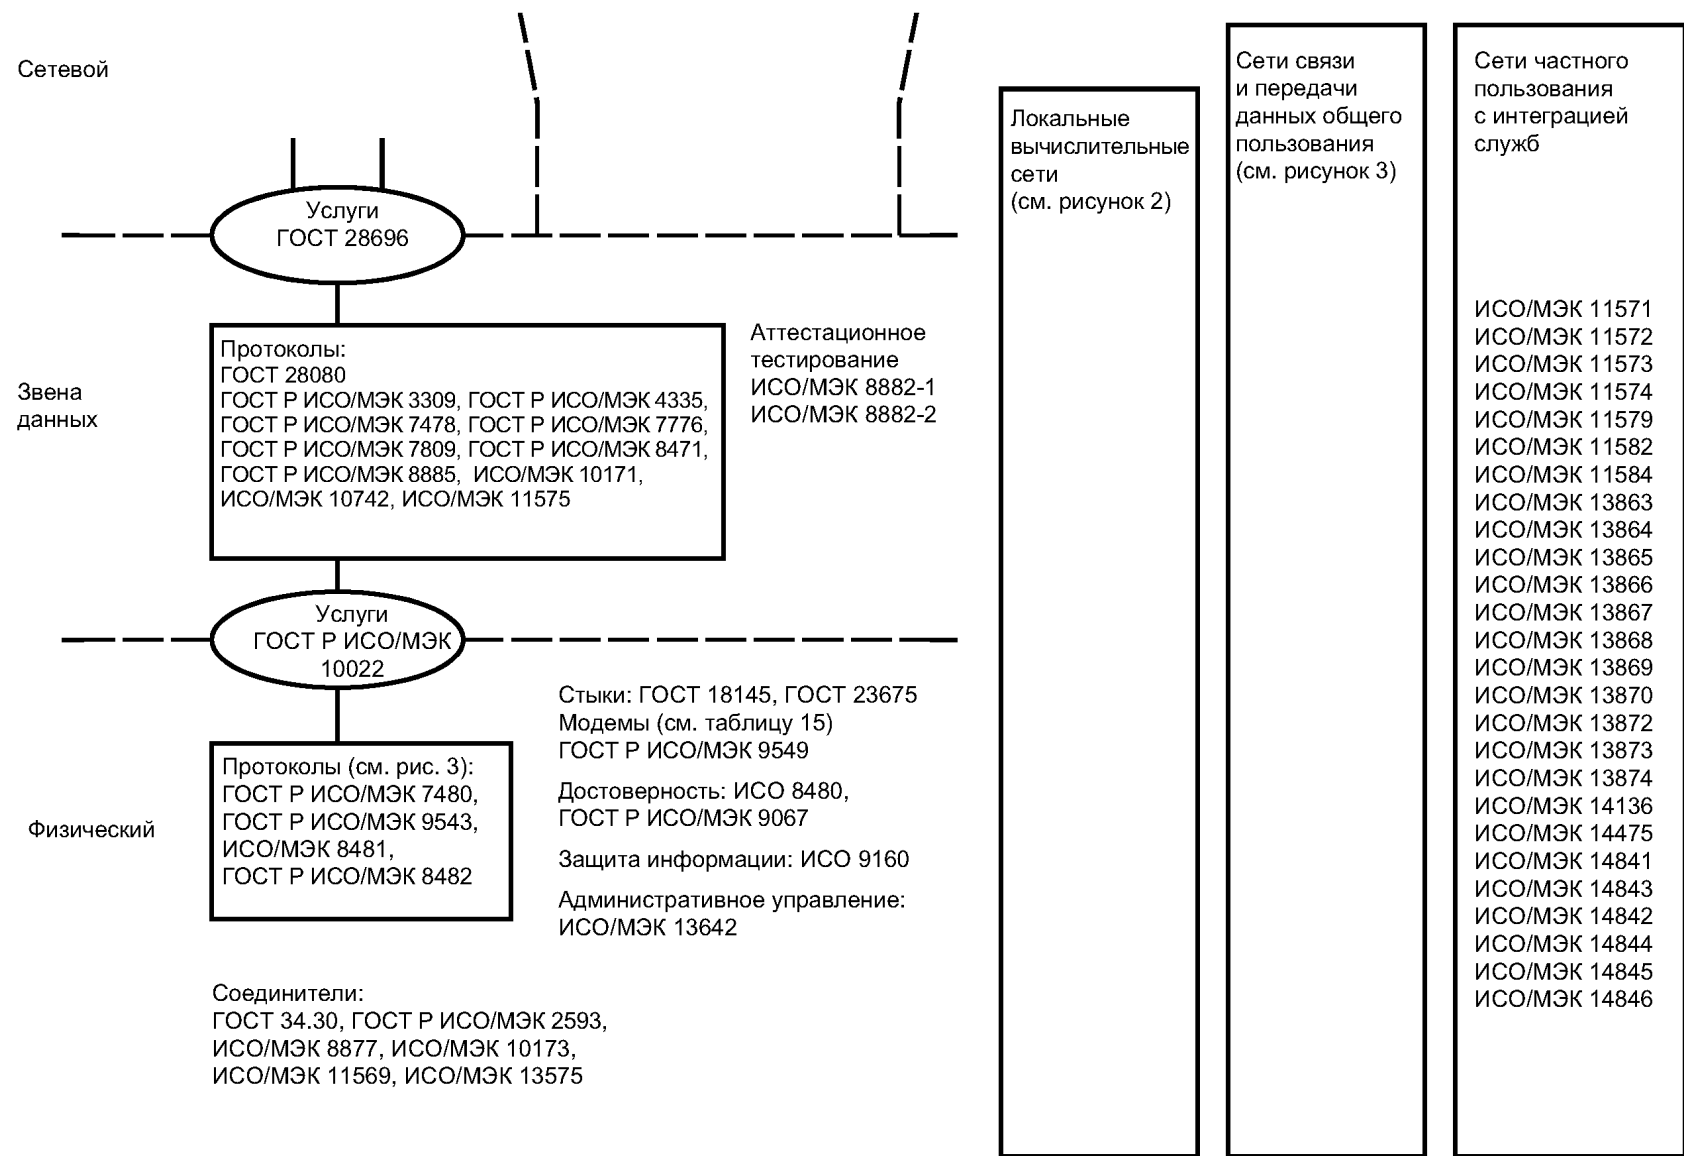 Сетевой
Услуги
ГОСТ 28696
Звена
данных
Протоколы:
ГОСТ 28080
ГОСТ Р ИСО/МЭК 3309, ГОСТ Р ИСО/МЭК 4335,
ГОСТ Р ИСО/МЭК 7478, ГОСТ Р ИСО/МЭК 7776,
ГОСТ Р ИСО/МЭК 7809, ГОСТ Р ИСО/МЭК 8471,
ГОСТ Р ИСО/МЭК 8885, ИСО/МЭК 10171,
ИСО/МЭК 10742, ИСО/МЭК 11575
Аттестационное
тестирование
ИСО/МЭК 8882-1
ИСО/МЭК 8882-2
Услуги
ГОСТ Р ИСО/МЭК
10022
Физический
Протоколы (см. рис. 3):
ГОСТ Р ИСО/МЭК 7480,
ГОСТ Р ИСО/МЭК 9543,
ИСО/МЭК 8481,
ГОСТ Р ИСО/МЭК 8482
Стыки: ГОСТ 18145, ГОСТ 23675
Модемы (см. таблицу 15)
ГОСТ Р ИСО/МЭК 9549
Достоверность: ИСО 8480,
ГОСТ Р ИСО/МЭК 9067
Защита информации: ИСО 9160
Административное управление:
ИСО/МЭК 13642
Соединители:
ГОСТ 34.30, ГОСТ Р ИСО/МЭК 2593,
ИСО/МЭК 8877, ИСО/МЭК 10173,
ИСО/МЭК 11569, ИСО/МЭК 13575
Локальные
вычислительные
сети
(см. рисунок 2)
Сети связи
и передачи
данных общего
пользования
(см. рисунок 3)
Сети частного
пользования
с интеграцией
служб
ИСО/МЭК 11571
ИСО/МЭК 11572
ИСО/МЭК 11573
ИСО/МЭК 11574
ИСО/МЭК 11579
ИСО/МЭК 11582
ИСО/МЭК 11584
ИСО/МЭК 13863
ИСО/МЭК 13864
ИСО/МЭК 13865
ИСО/МЭК 13866
ИСО/МЭК 13867
ИСО/МЭК 13868
ИСО/МЭК 13869
ИСО/МЭК 13870
ИСО/МЭК 13872
ИСО/МЭК 13873
ИСО/МЭК 13874
ИСО/МЭК 14136
ИСО/МЭК 14475
ИСО/МЭК 14841
ИСО/МЭК 14843
ИСО/МЭК 14842
ИСО/МЭК 14844
ИСО/МЭК 14845
ИСО/МЭК 14846